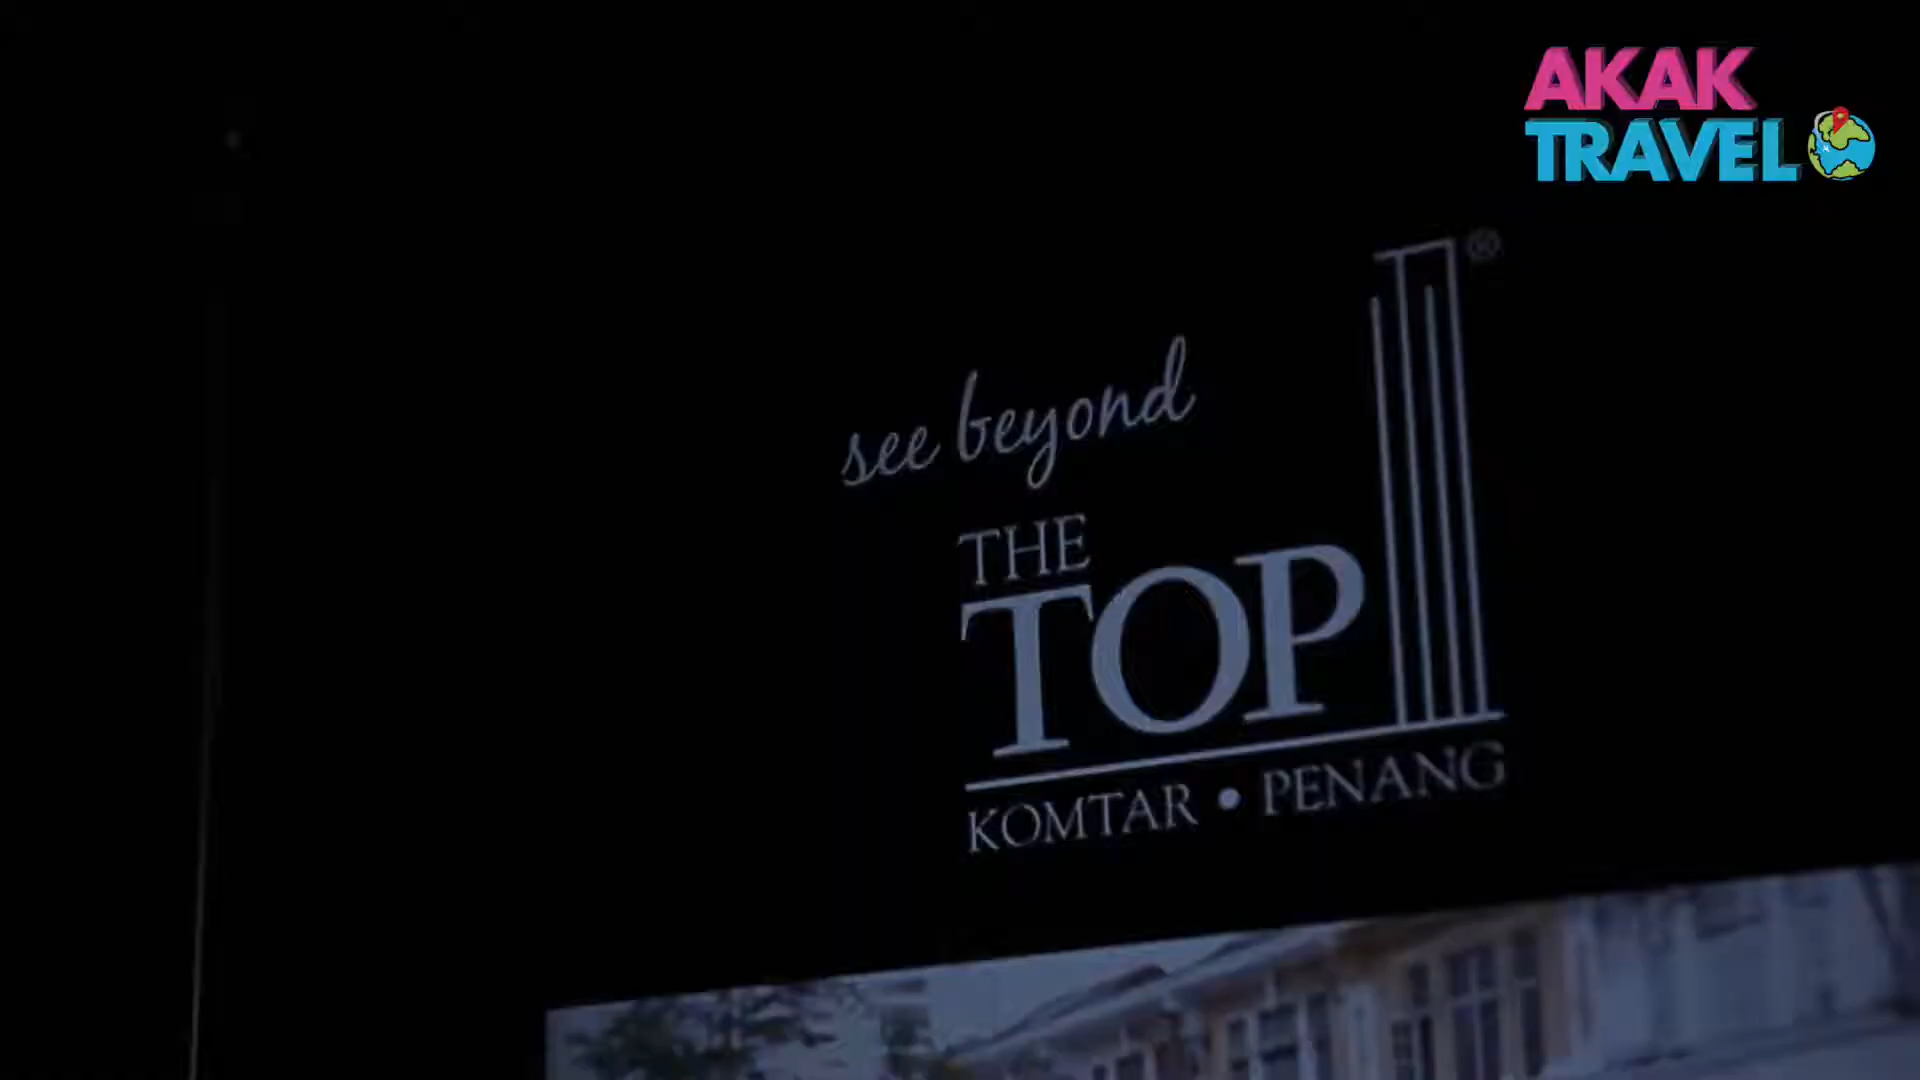 AKAK
TRAVEL
see beyond
THE
TOP
®
KOMTAR • PENANG